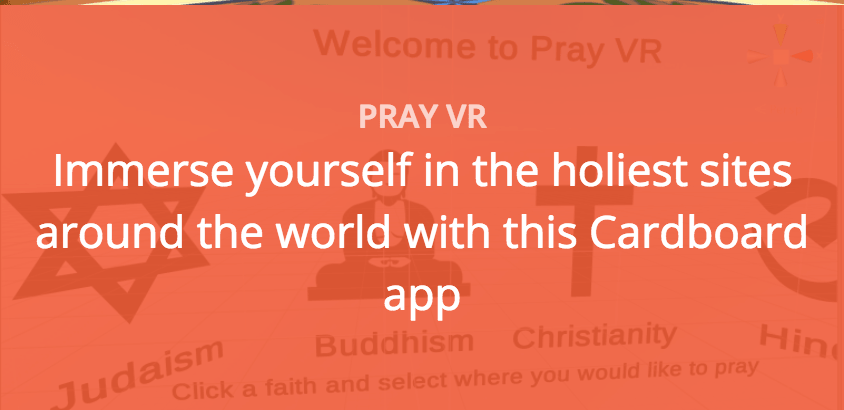 Welcome to Pray VR
PRAY VR
Immerse yourself in the holiest sites
around the world with this Cardboard
app
Judaism
Buddhism
Christianity
Click a faith and select where you would like to pray